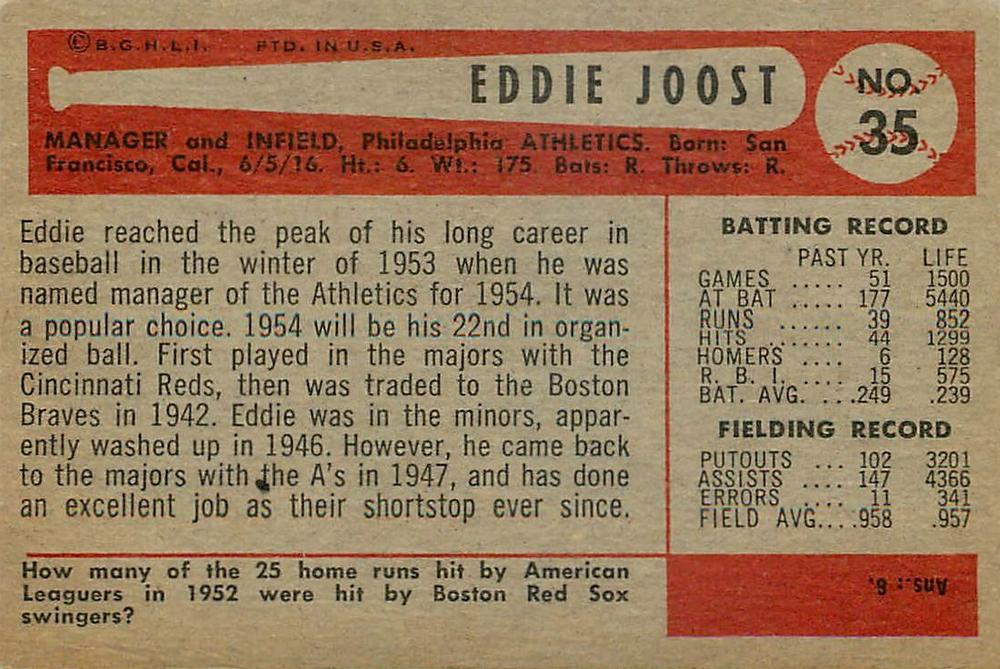 © B.G.H.L.I. PTD. IN U.S.A.
EDDIE JOOST
NO.
35
MANAGER and INFIELD, Philadelphia ATHLETICS. Born: San
Francisco, Cal., 6/5/16. Ht.: 6. Wt.: 175. Bats: R. Throws: R.
Eddie reached the peak of his long career in
baseball in the winter of 1953 when he was
named manager of the Athletics for 1954. It was
a popular choice. 1954 will be his 22nd in organ-
ized ball. First played in the majors with the
Cincinnati Reds, then was traded to the Boston
Braves in 1942. Eddie was in the minors, appar-
ently washed up in 1946. However, he came back
to the majors with the A's in 1947, and has done
an excellent job as their shortstop ever since.
BATTING RECORD
PAST YR. LIFE
GAMES ..... 51 1500
AT BAT ..... 177 5440
RUNS ...... 39 852
HITS ........ 44 1299
HOMERS .... 6 128
R. B. I. ..... 15 575
BAT. AVG. ...249 .239
FIELDING RECORD
PUTOUTS ... 102 3201
ASSISTS .... 147 4366
ERRORS .... 11 341
FIELD AVG....958 .957
How many of the 25 home runs hit by American
Leaguers in 1952 were hit by Boston Red Sox
swingers?
Ans.: 8.